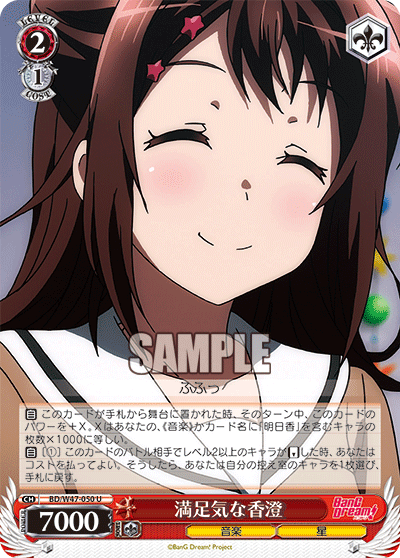 LEVEL
2
1
COST
SAMPLE
ふふっ
自 このカードが手札から舞台に置かれた時、そのターン中、このカードの
パワーを+X。Xはあなたの、《音楽》かカード名に「明日香」を含むキャラの
枚数×1000に等しい。
自 [①] このカードのバトル相手でレベル2以上のキャラが した時、あなたは
コストを払ってよい。そうしたら、あなたは自分の控え室のキャラを1枚選び、
手札に戻す。
CH BD/W47-050 U
満足気な香澄
BanG
Dream!
7000
音楽
星
©BanG Dream! Project